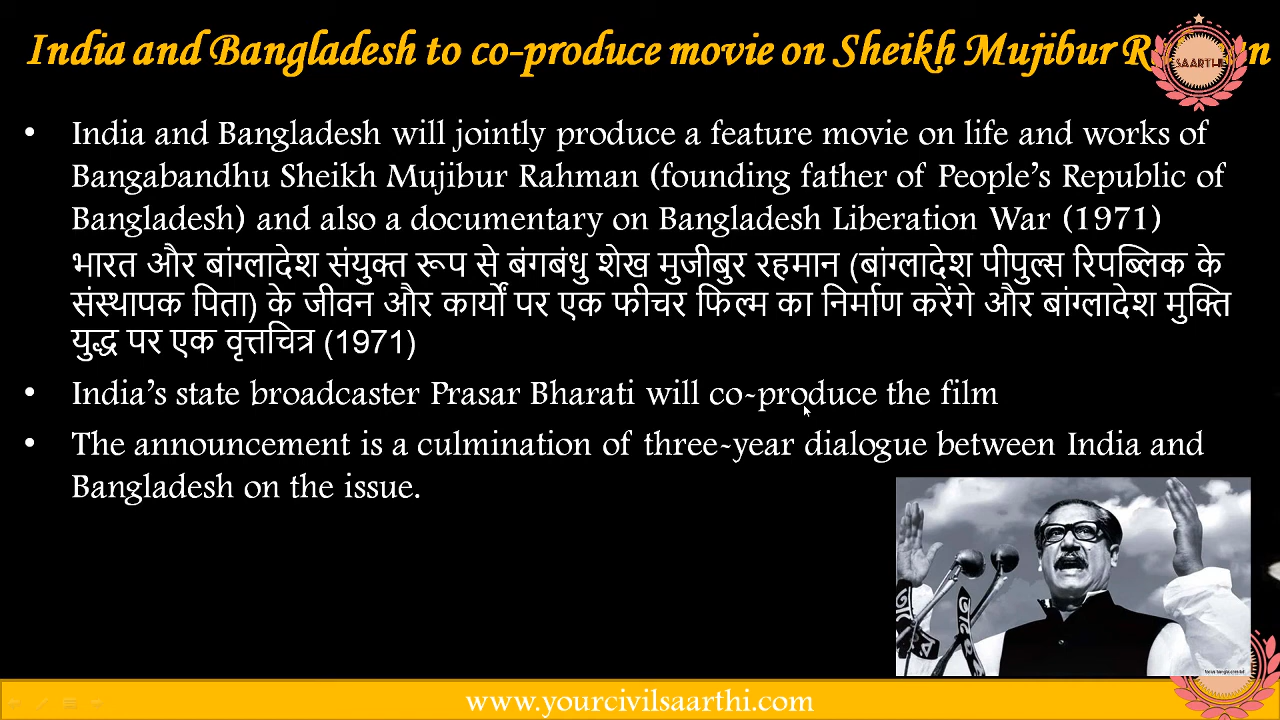 India and Bangladesh to co-produce movie on Sheikh Mujibur
SAARTHI
• India and Bangladesh will jointly produce a feature movie on life and works of
Bangabandhu Sheikh Mujibur Rahman (founding father of People's Republic of
Bangladesh) and also a documentary on Bangladesh Liberation War (1971)
भारत और बांग्लादेश संयुक्त रूप से बंगबंधु शेख मुजीबुर रहमान (बांग्लादेश पीपुल्स रिपब्लिक के
संस्थापक पिता) के जीवन और कार्यों पर एक फीचर फिल्म का निर्माण करेंगे और बांग्लादेश मुक्ति
युद्ध पर एक वृत्तचित्र (1971)
• India's state broadcaster Prasar Bharati will co-produce the film
• The announcement is a culmination of three-year dialogue between India and
Bangladesh on the issue.
www.yourcivilsaarthi.com